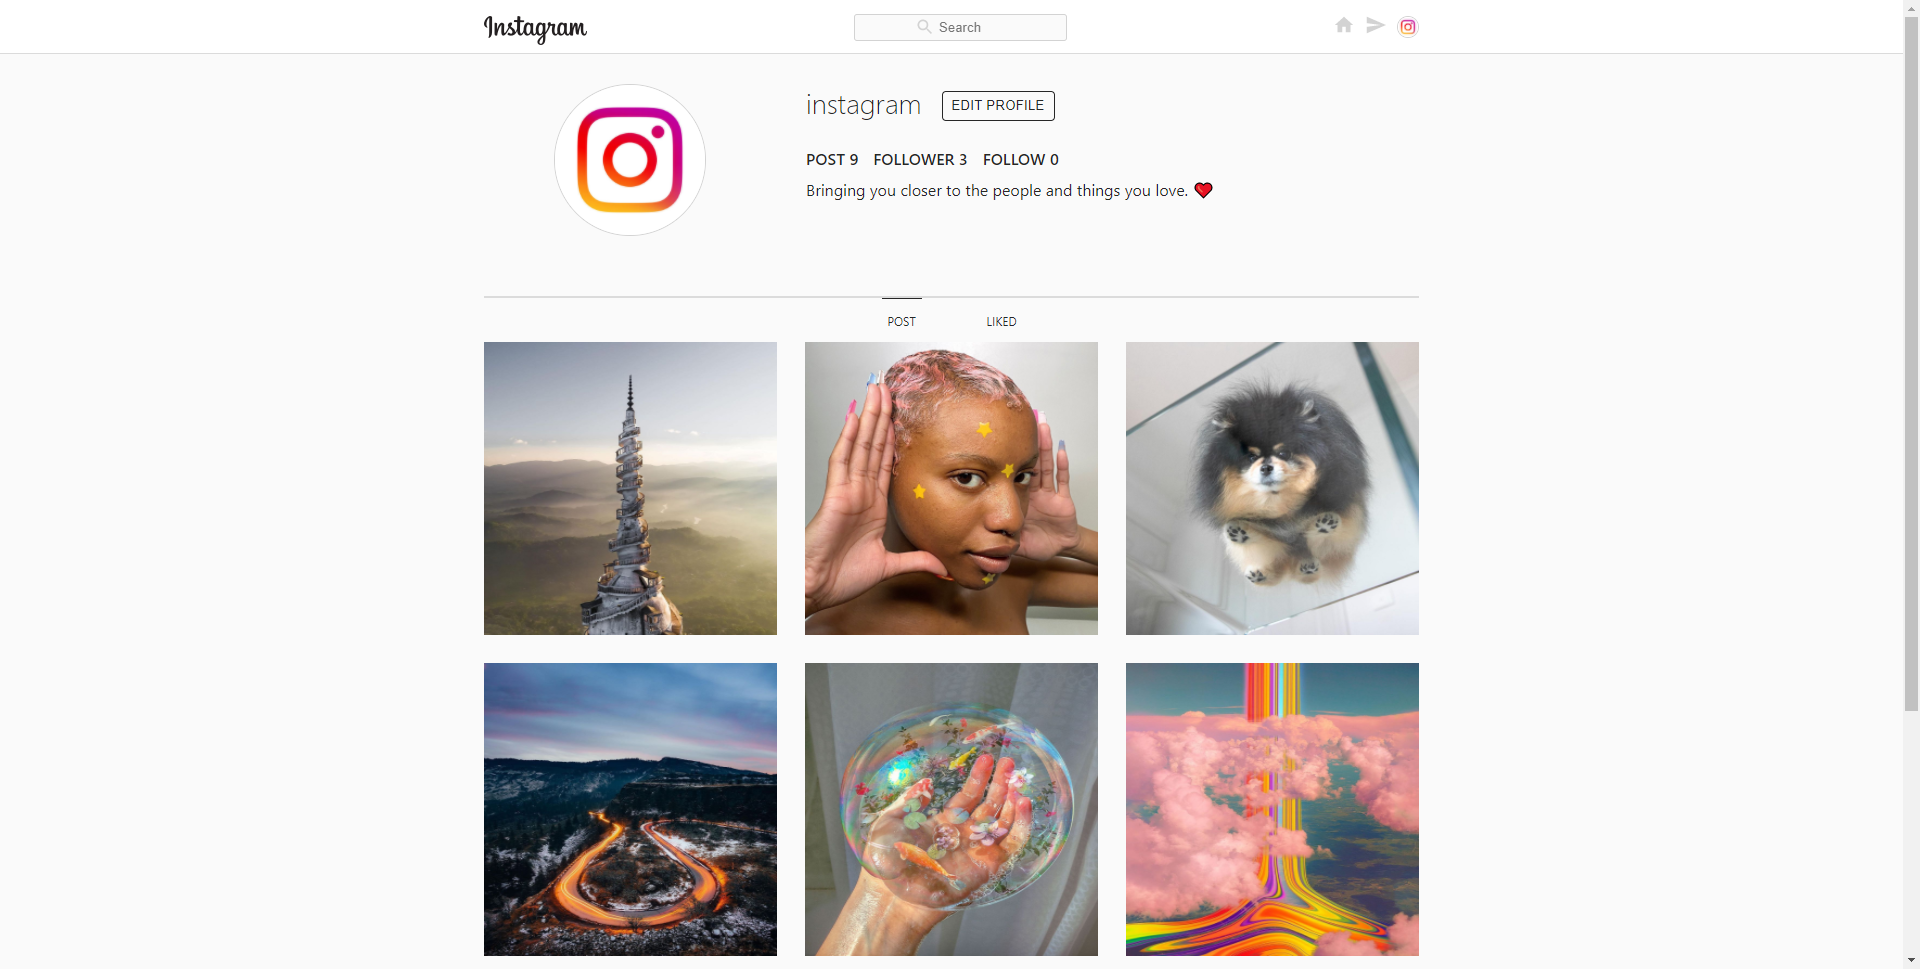 Instagram
Search
instagram
EDIT PROFILE
POST 9 FOLLOWER 3 FOLLOW 0
Bringing you closer to the people and things you love. ❤
POST
LIKED